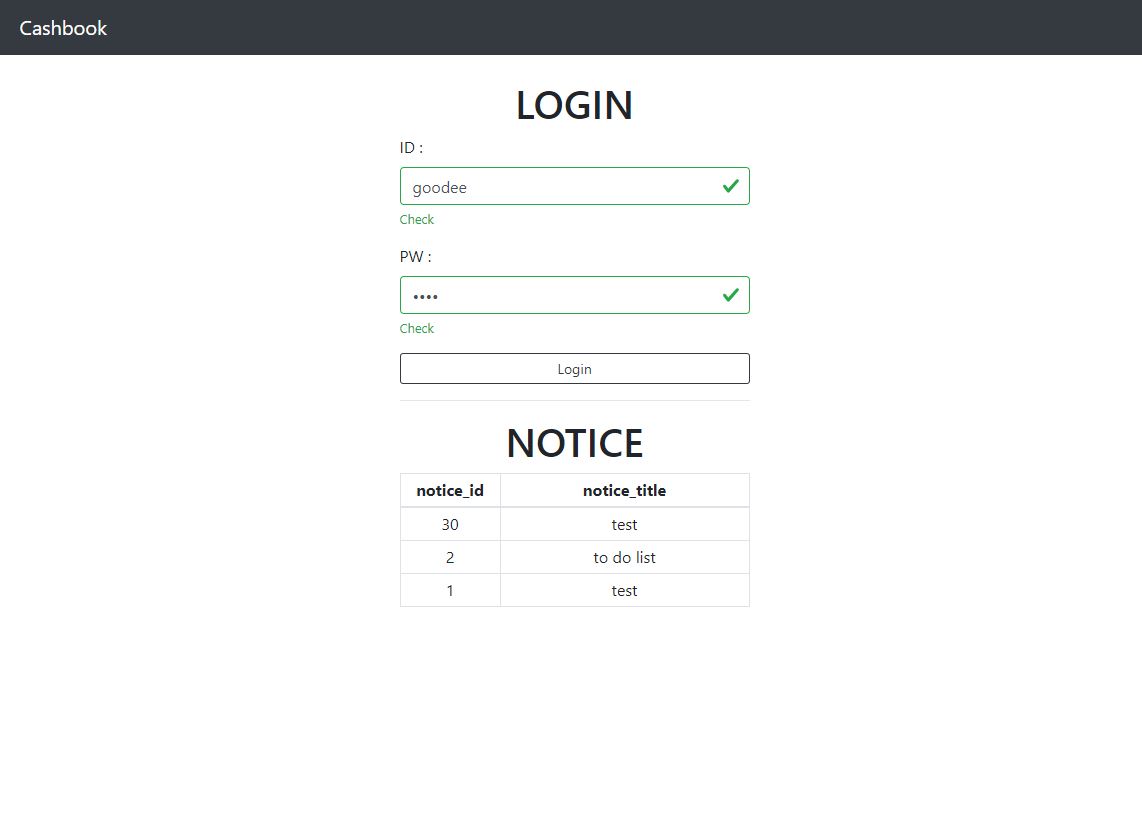 Cashbook
LOGIN
ID :
goodee
Check
PW :
••••
Check
Login
NOTICE
notice_id notice_title
30 test
2 to do list
1 test